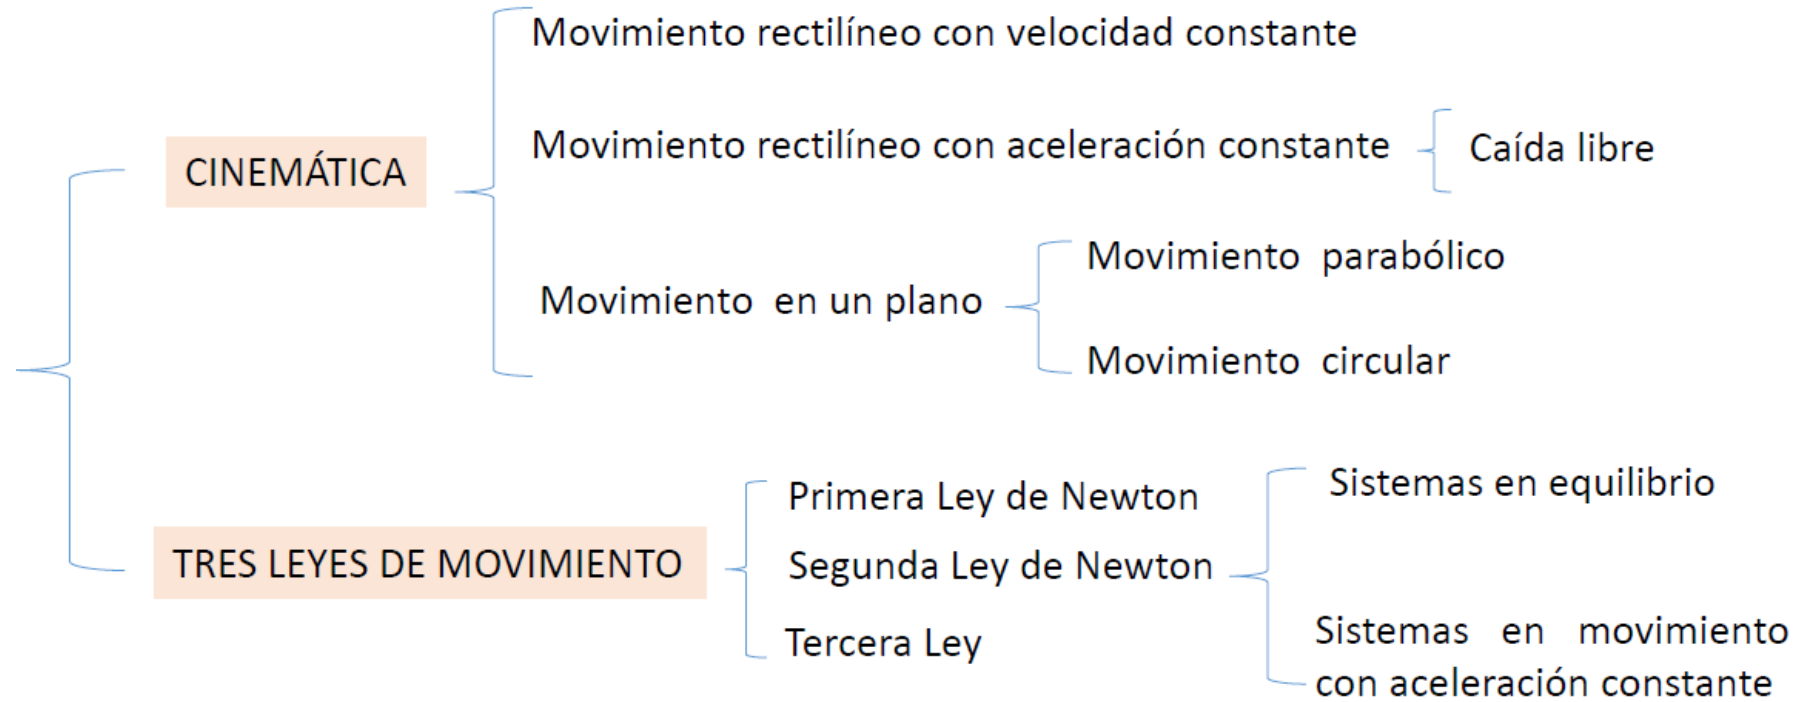 Movimiento rectilíneo con velocidad constante
Movimiento rectilíneo con aceleración constante
Caída libre
CINEMÁTICA
Movimiento parabólico
Movimiento en un plano
Movimiento circular
Sistemas en equilibrio
Primera Ley de Newton
TRES LEYES DE MOVIMIENTO
Segunda Ley de Newton
Tercera Ley
Sistemas en movimiento
con aceleración constante